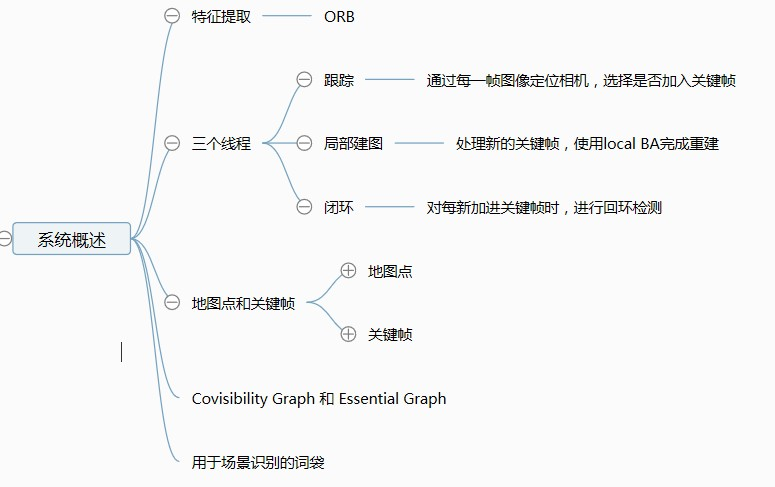 特征提取
ORB
三个线程
跟踪
通过每一帧图像定位相机，选择是否加入关键帧
局部建图
处理新的关键帧，使用local BA完成重建
闭环
对每新加进关键帧时，进行回环检测
系统概述
地图点和关键帧
地图点
关键帧
Covisibility Graph 和 Essential Graph
用于场景识别的词袋